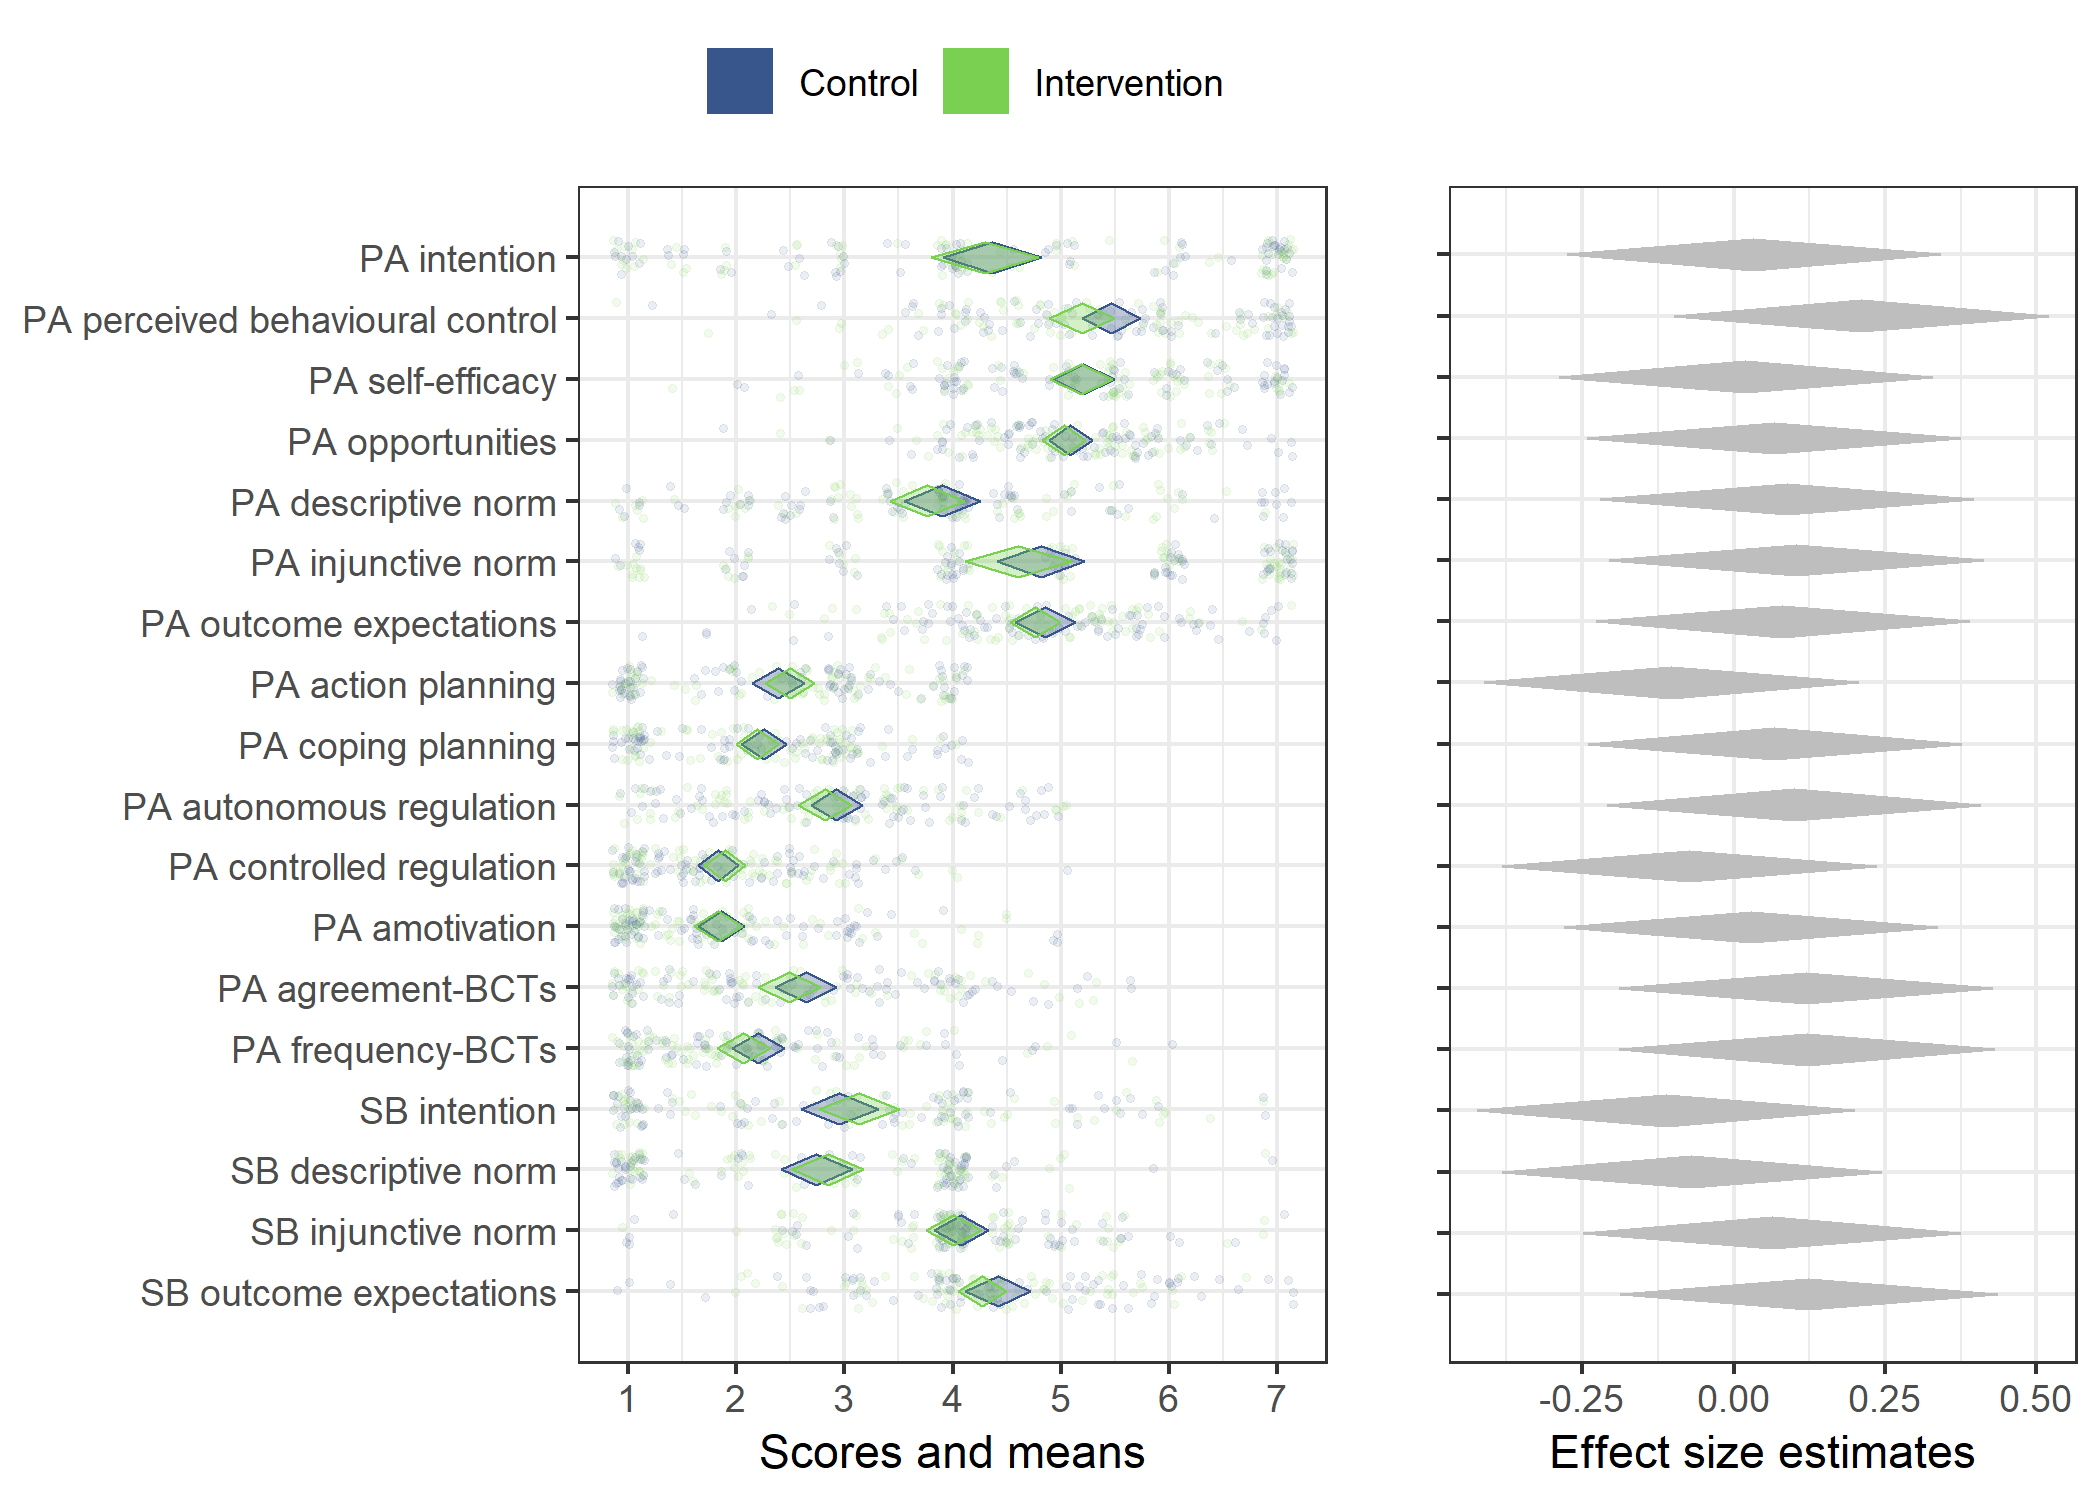 Control Intervention
PA intention
PA perceived behavioural control
PA self-efficacy
PA opportunities
PA descriptive norm
PA injunctive norm
PA outcome expectations
PA action planning
PA coping planning
PA autonomous regulation
PA controlled regulation
PA amotivation
PA agreement-BCTs
PA frequency-BCTs
SB intention
SB descriptive norm
SB injunctive norm
SB outcome expectations
1 2 3 4 5 6 7
Scores and means
-0.25 0.00 0.25 0.50
Effect size estimates